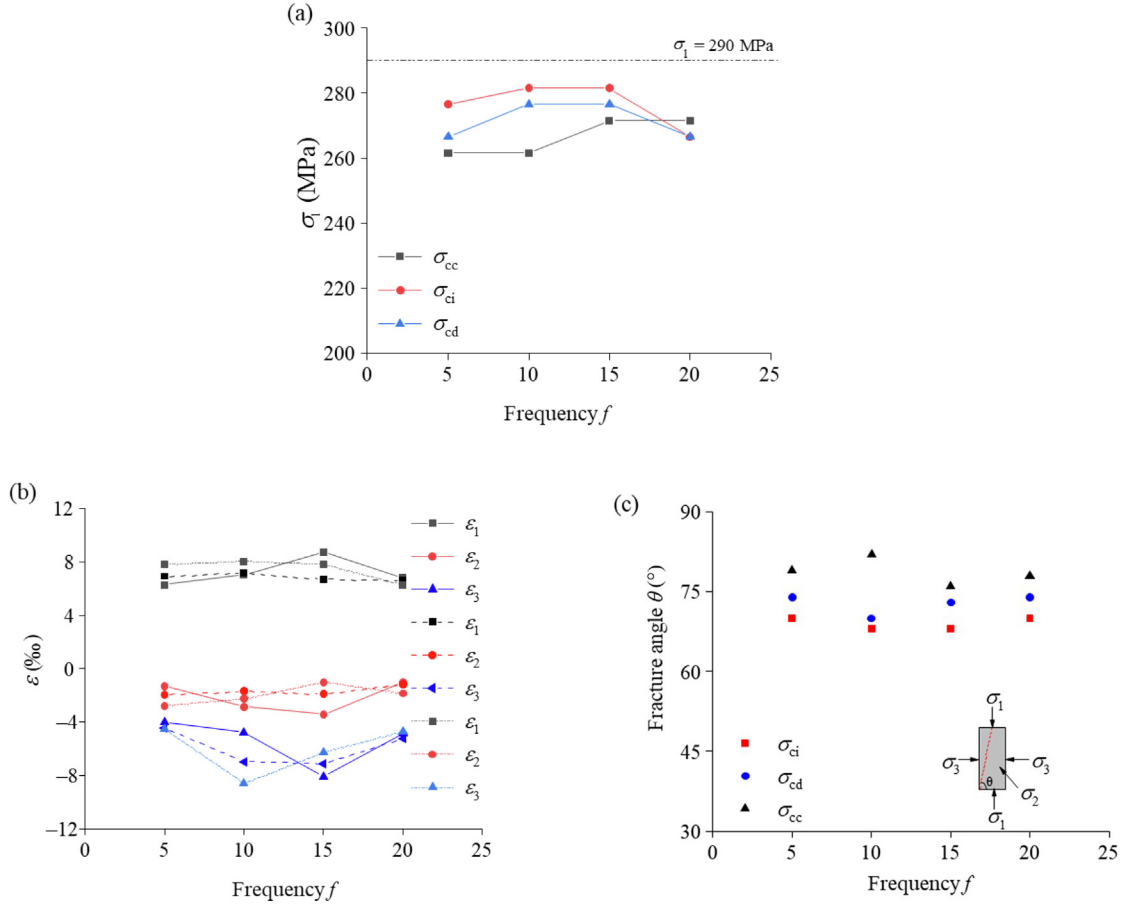 (a)
300
280
260
240
220
200
σ₁ (MPa)
σ₁ = 290 MPa
σcc
σci
σcd
0 5 10 15 20 25
Frequency f
(b)
12
8
4
0
−4
−8
−12
ε (‰)
ε₁
ε₂
ε₃
ε₁
ε₂
ε₃
ε₁
ε₂
ε₃
0 5 10 15 20 25
Frequency f
(c)
90
75
60
45
30
Fracture angle θ (°)
σci
σcd
σcc
σ₁
σ₃
σ₃
θ
σ₂
σ₁
0 5 10 15 20 25
Frequency f